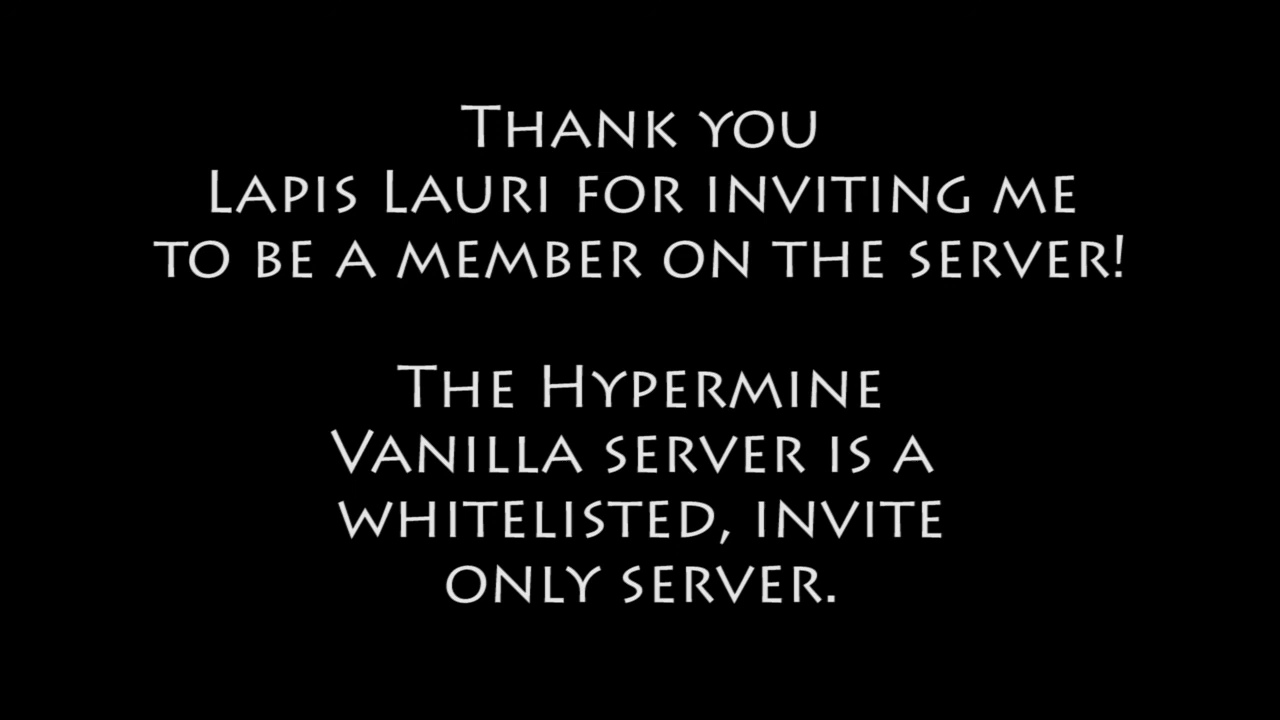 Thank you
Lapis Lauri for inviting me
to be a member on the server!
The Hypermine
Vanilla server is a
whitelisted, invite
only server.